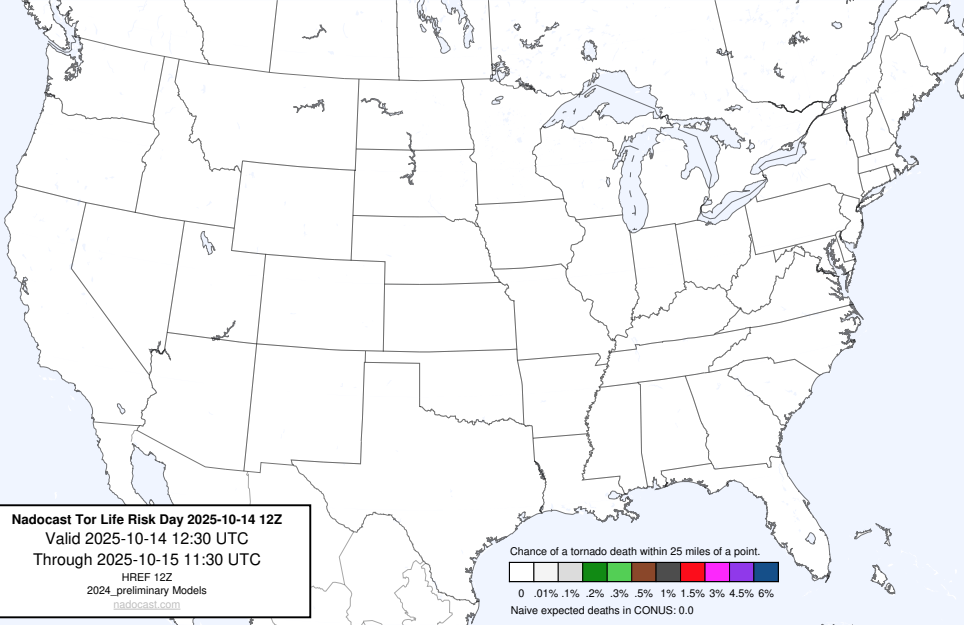 Nadocast Tor Life Risk Day 2025-10-14 12Z
Valid 2025-10-14 12:30 UTC
Through 2025-10-15 11:30 UTC
HREF 12Z
2024_preliminary Models
nadocast.com
Chance of a tornado death within 25 miles of a point.
0 .01% .1% .2% .3% .5% 1% 1.5% 3% 4.5% 6%
Naive expected deaths in CONUS: 0.0